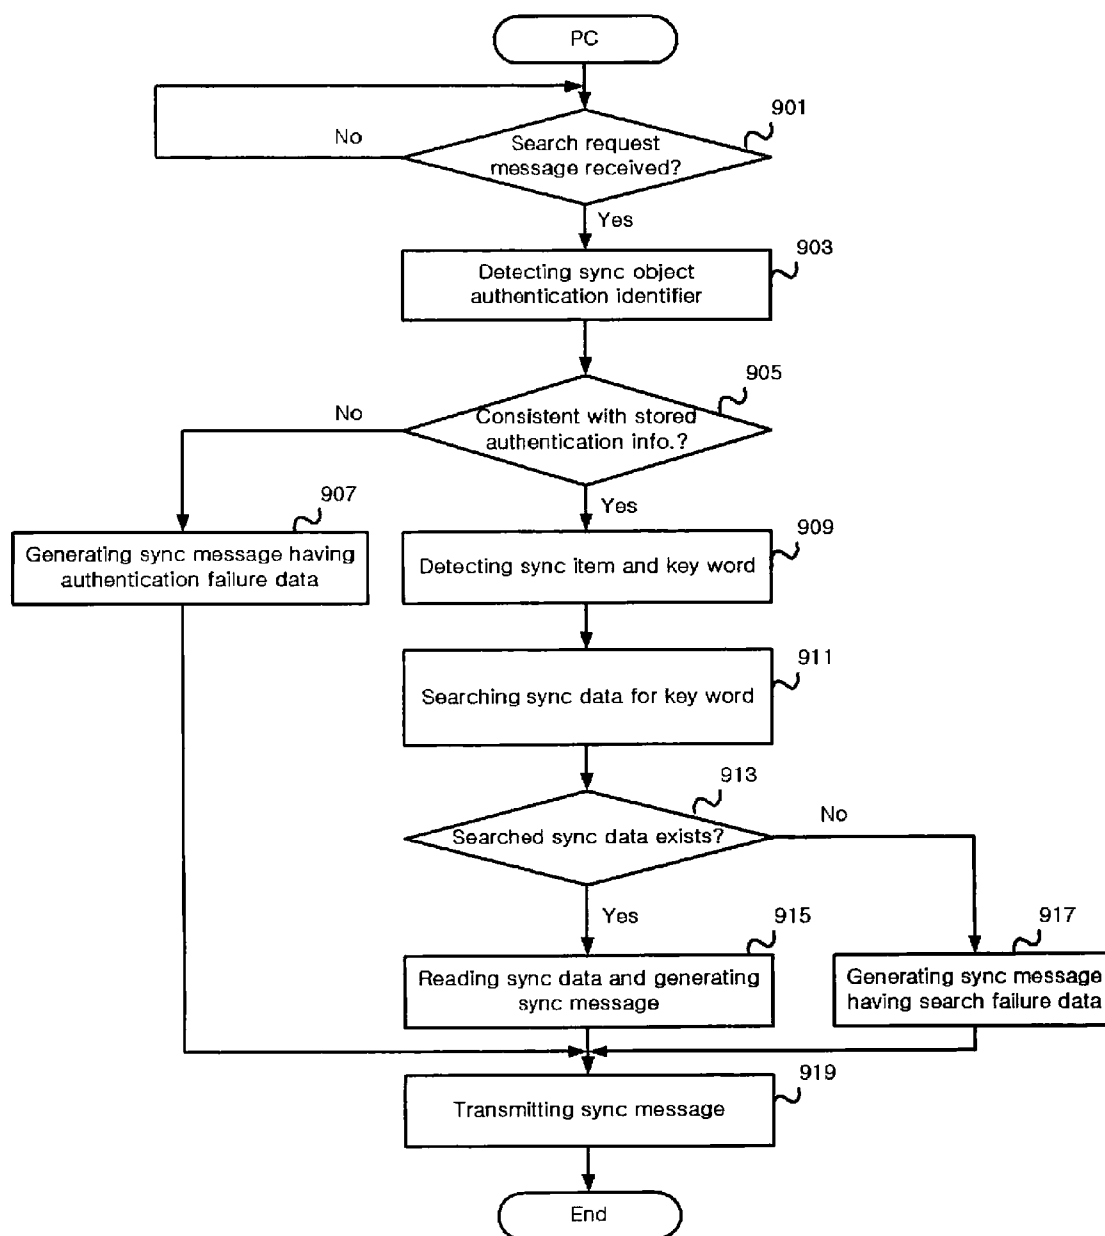 PC
901
No
Search request
message received?
Yes
903
Detecting sync object
authentication identifier
905
No
Consistent with stored
authentication info.?
907
Yes
909
Generating sync message having
authentication failure data
Detecting sync item and key word
911
Searching sync data for key word
913
No
Searched sync data exists?
Yes
915
917
Reading sync data and generating
sync message
Generating sync message
having search failure data
919
Transmitting sync message
End